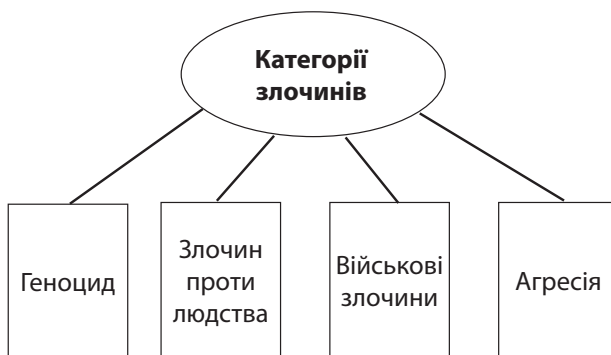 Категорії
злочинів
Геноцид
Злочин
проти
людства
Військові
злочини
Агресія